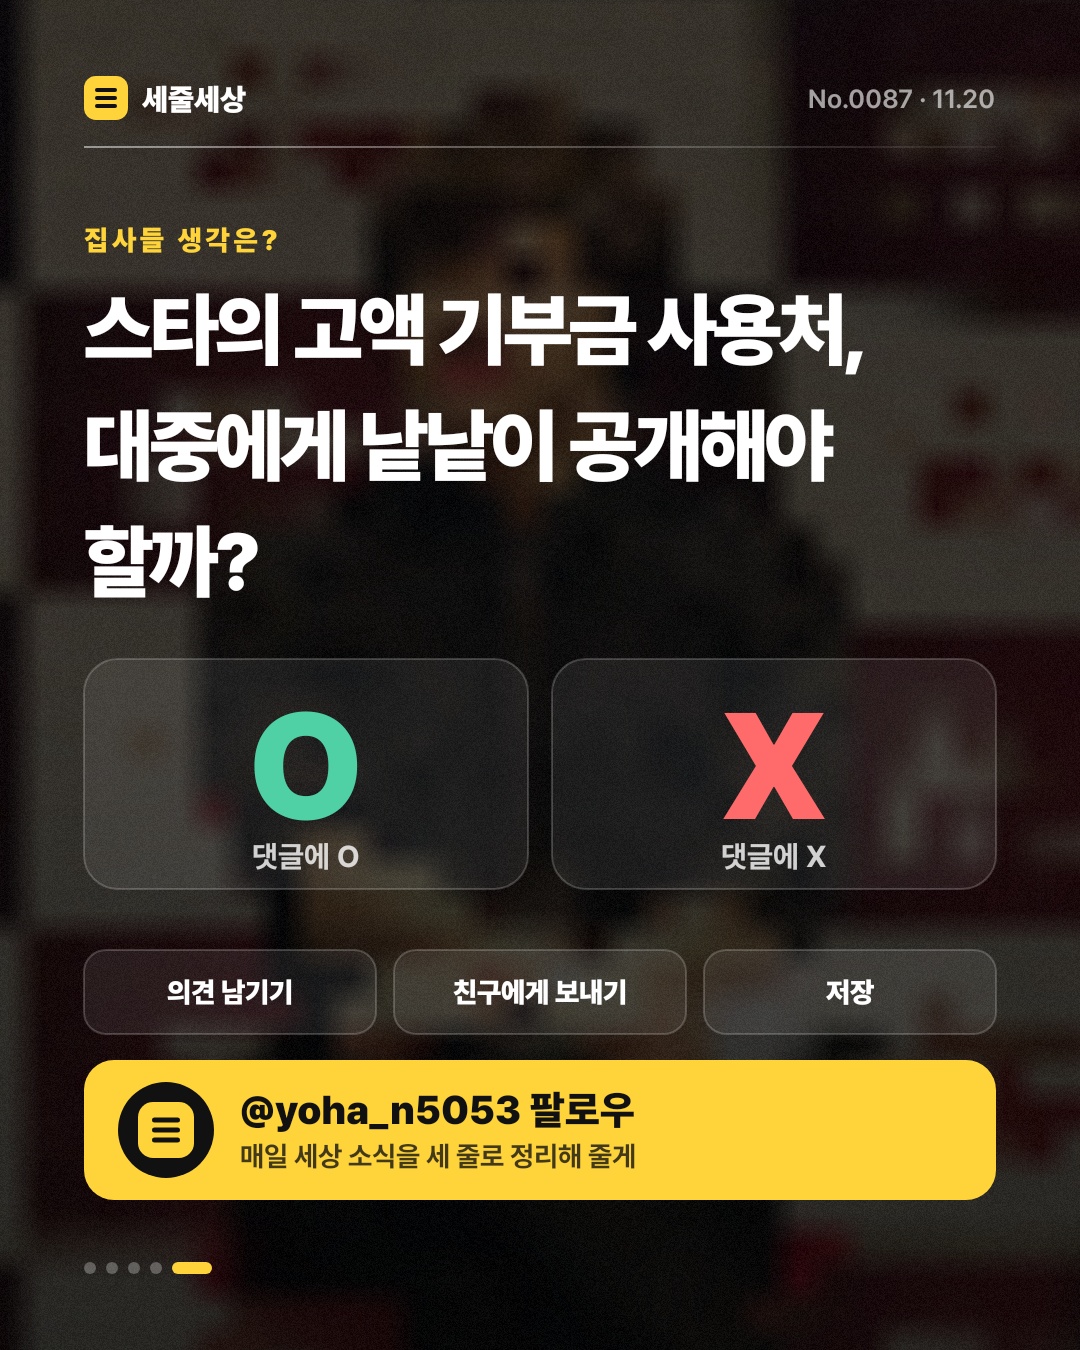 세줄세상
No.0087 · 11.20
집사들 생각은?
스타의 고액 기부금 사용처,
대중에게 낱낱이 공개해야
할까?
O
댓글에 O
X
댓글에 X
의견 남기기
친구에게 보내기
저장
@yoha_n5053 팔로우
매일 세상 소식을 세 줄로 정리해 줄게